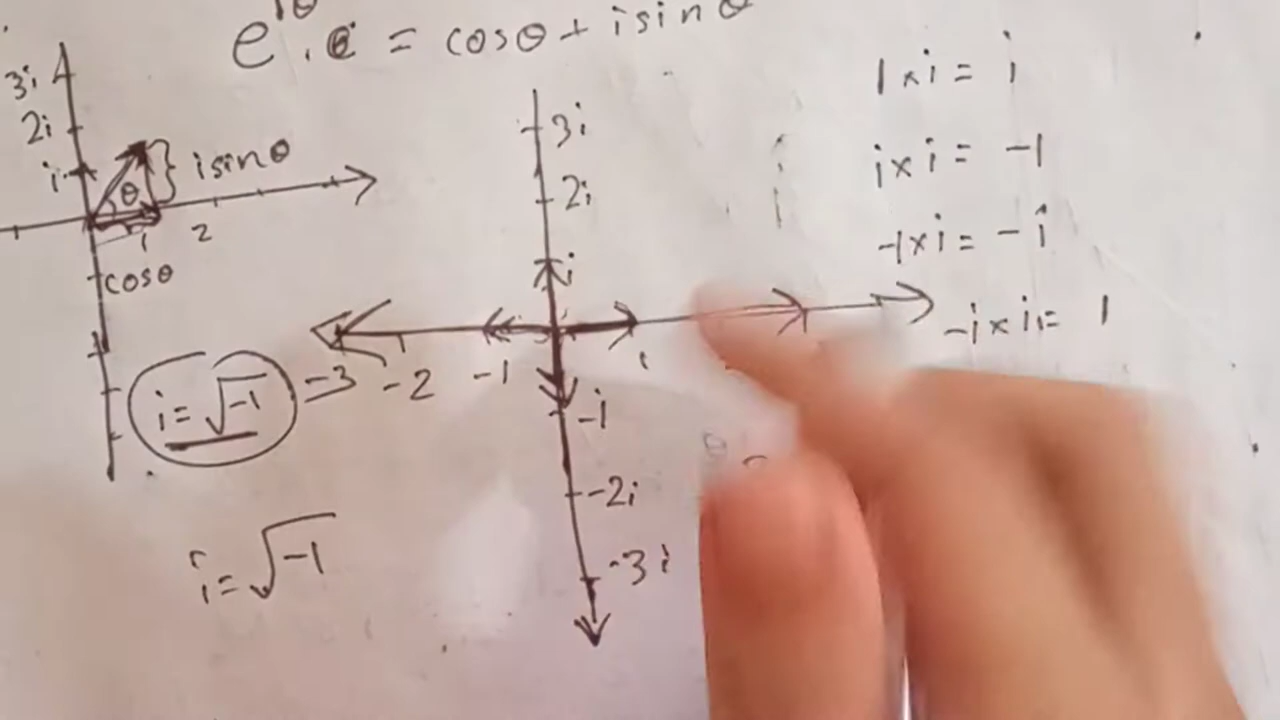 e^iθ = cosθ + i sinθ
3i
2i
i
θ
i sinθ
1 2
cosθ
i=√-1
i=√-1
3i
2i
i
-3 -2 -1 1
-i
-2i
-3i
1×i = i
i×i = -1
-1×i = -i
-i×i = 1